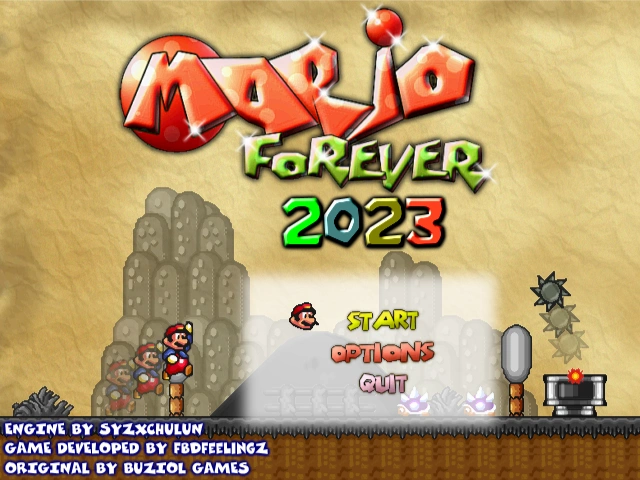 MARIO
FOREVER
2023
START
OPTIONS
QUIT
ENGINE BY SYZXCHULUN
GAME DEVELOPED BY FBDFEELINGZ
ORIGINAL BY BUZIOL GAMES